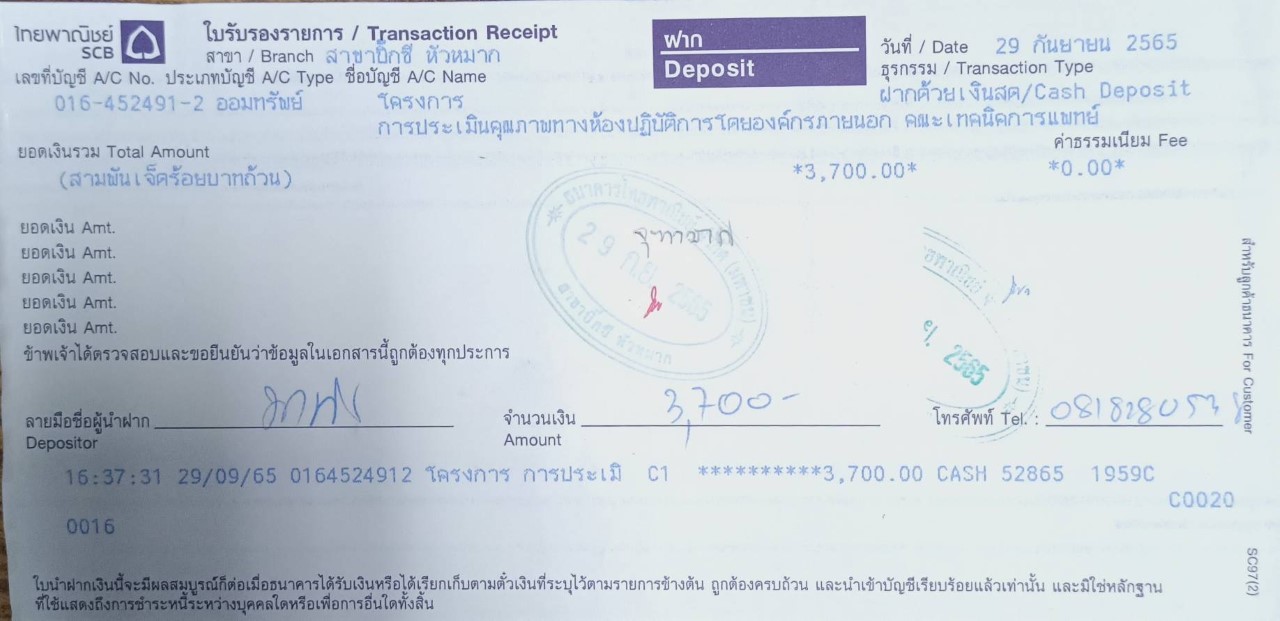 ไทยพาณิชย์
SCB
ใบรับรองรายการ / Transaction Receipt
สาขา / Branch สาขาบิ๊กซี หัวหมาก
ฝาก
Deposit
วันที่ / Date 29 กันยายน 2565
ธุรกรรม / Transaction Type
ฝากด้วยเงินสด/Cash Deposit
เลขที่บัญชี A/C No. ประเภทบัญชี A/C Type ชื่อบัญชี A/C Name
016-452491-2 ออมทรัพย์ โครงการ
การประเมินคุณภาพทางห้องปฏิบัติการโดยองค์กรภายนอก คณะเทคนิคการแพทย์
ยอดเงินรวม Total Amount
ค่าธรรมเนียม Fee
(สามพันเจ็ดร้อยบาทถ้วน) *3,700.00* *0.00*
ยอดเงิน Amt.
ยอดเงิน Amt.
ยอดเงิน Amt.
ยอดเงิน Amt.
ยอดเงิน Amt.
29 ก.ย. 2565
สาขาบิ๊กซี หัวหมาก
2565
สำหรับลูกค้าธนาคาร For Customer
ข้าพเจ้าได้ตรวจสอบและขอยืนยันว่าข้อมูลในเอกสารนี้ถูกต้องทุกประการ
ลายมือชื่อผู้นำฝาก
Depositor
จำนวนเงิน 3,700-
Amount
โทรศัพท์ Tel. :
16:37:31 29/09/65 0164524912 โครงการ การประเมิ C1 **********3,700.00 CASH 52865 1959C
C0020
0016
SC97(2)
ใบนำฝากเงินนี้จะมีผลสมบูรณ์ก็ต่อเมื่อธนาคารได้รับเงินหรือได้เรียกเก็บตามตั๋วเงินที่ระบุไว้ตามรายการข้างต้น ถูกต้องครบถ้วน และนำเข้าบัญชีเรียบร้อยแล้วเท่านั้น และมิใช่หลักฐาน
ที่ใช้แสดงถึงการชำระหนี้ระหว่างบุคคลใดหรือเพื่อการอื่นใดทั้งสิ้น